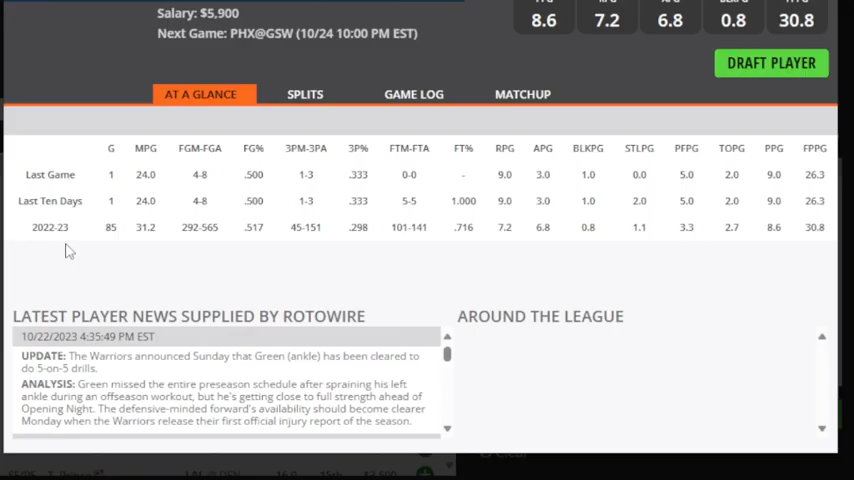 Salary: $5,900
Next Game: PHX@GSW (10/24 10:00 PM EST)
8.6 7.2 6.8 0.8 30.8
DRAFT PLAYER
AT A GLANCE SPLITS GAME LOG MATCHUP
G MPG FGM-FGA FG% 3PM-3PA 3P% FTM-FTA FT% RPG APG BLKPG STLPG PFPG TOPG PPG FPPG
Last Game 1 24.0 4-8 .500 1-3 .333 0-0 - 9.0 3.0 1.0 0.0 5.0 2.0 9.0 26.3
Last Ten Days 1 24.0 4-8 .500 1-3 .333 5-5 1.000 9.0 3.0 1.0 2.0 5.0 2.0 9.0 26.3
2022-23 85 31.2 292-565 .517 45-151 .298 101-141 .716 7.2 6.8 0.8 1.1 3.3 2.7 8.6 30.8
LATEST PLAYER NEWS SUPPLIED BY ROTOWIRE
10/22/2023 4:35:49 PM EST
UPDATE: The Warriors announced Sunday that Green (ankle) has been cleared to
do 5-on-5 drills.
ANALYSIS: Green missed the entire preseason schedule after spraining his left
ankle during an offseason workout, but he's getting close to full strength ahead of
Opening Night. The defensive-minded forward's availability should become clearer
Monday when the Warriors release their first official injury report of the season.
AROUND THE LEAGUE